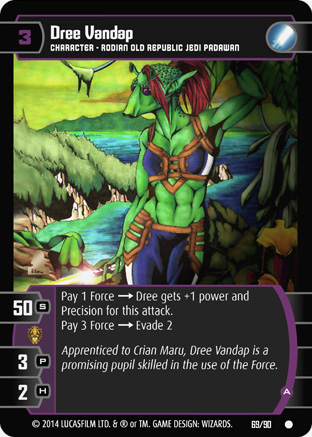 3
Dree Vandap
CHARACTER - RODIAN OLD REPUBLIC JEDI PADAWAN
50 S
Pay 1 Force → Dree gets +1 power and
Precision for this attack.
Pay 3 Force → Evade 2
3 P
2 H
Apprenticed to Crian Maru, Dree Vandap is a
promising pupil skilled in the use of the Force.
A
© 2014 LUCASFILM LTD. & ® or TM. GAME DESIGN: WIZARDS.
69/90